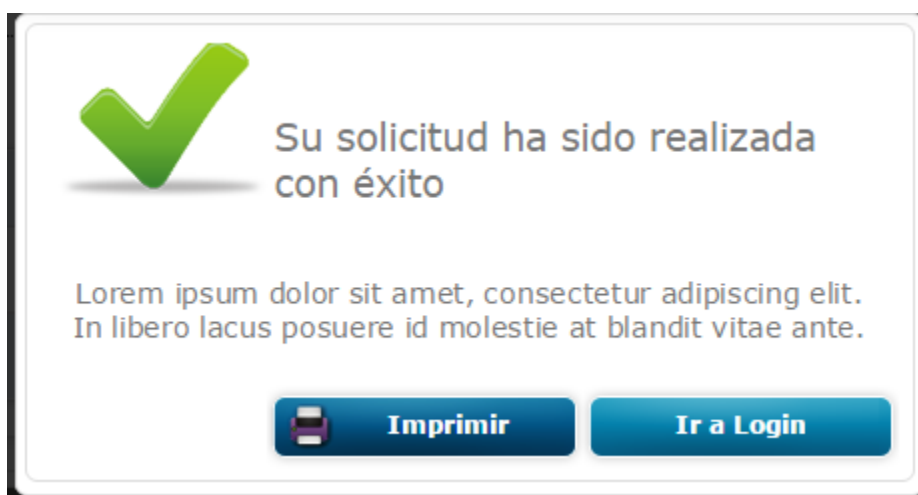 Su solicitud ha sido realizada
con éxito
Lorem ipsum dolor sit amet, consectetur adipiscing elit.
In libero lacus posuere id molestie at blandit vitae ante.
Imprimir
Ir a Login